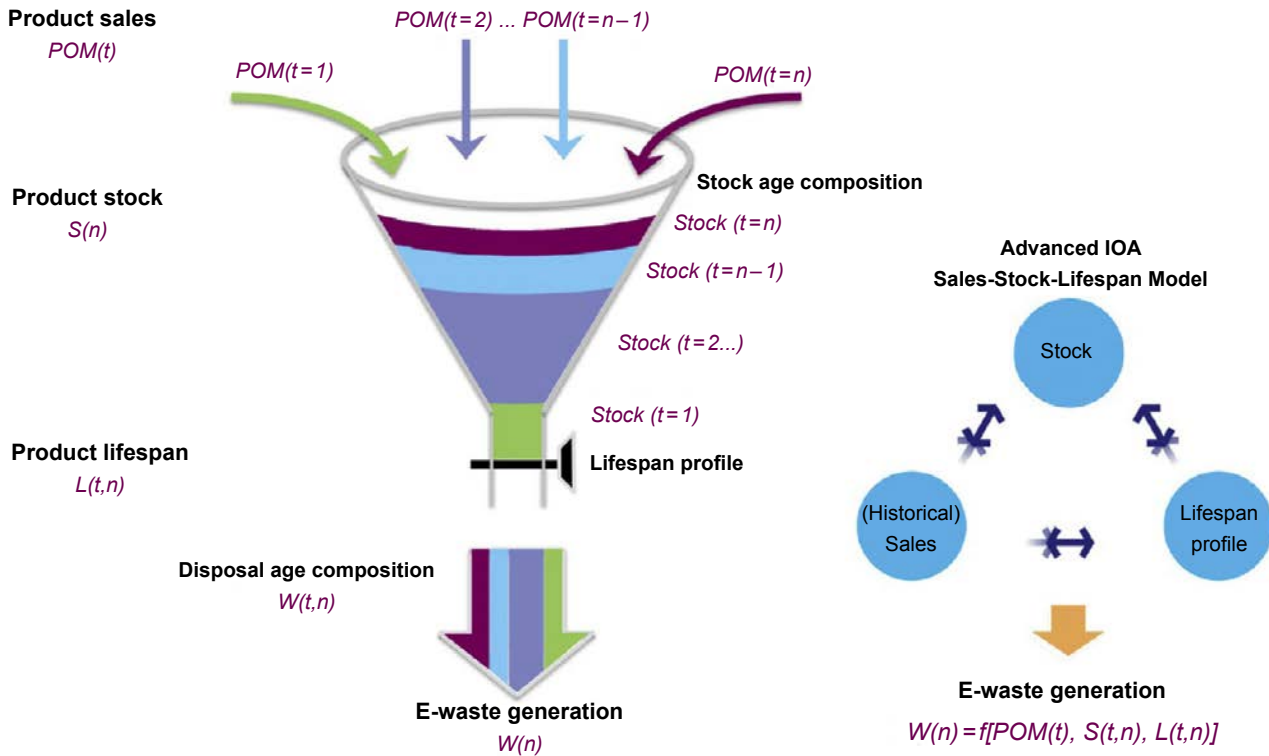 Product sales
POM(t)
POM(t=2) ... POM(t=n–1)
POM(t=1)
POM(t=n)
Product stock
S(n)
Stock age composition
Stock (t=n)
Stock (t=n–1)
Stock (t=2...)
Stock (t=1)
Product lifespan
L(t,n)
Lifespan profile
Disposal age composition
W(t,n)
E-waste generation
W(n)
Advanced IOA
Sales-Stock-Lifespan Model
Stock
(Historical)
Sales
Lifespan
profile
E-waste generation
W(n)=f[POM(t), S(t,n), L(t,n)]